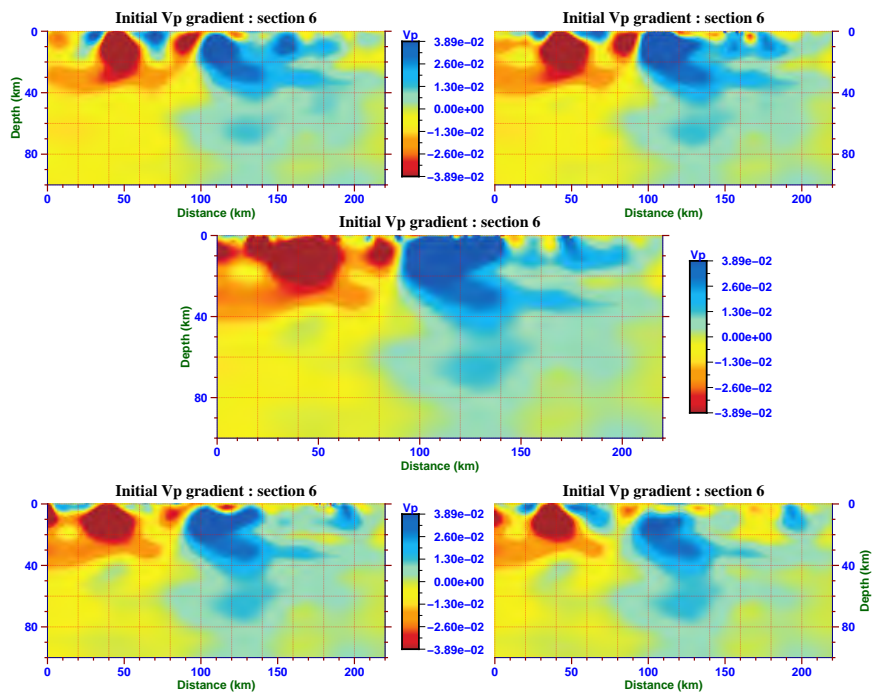 Initial Vp gradient : section 6
0
40
80
Depth (km)
0 50 100 150 200
Distance (km)
Vp
3.89e−02
2.60e−02
1.30e−02
0.00e+00
−1.30e−02
−2.60e−02
−3.89e−02
Initial Vp gradient : section 6
0
40
80
0 50 100 150 200
Distance (km)
Depth (km)
Initial Vp gradient : section 6
0
40
80
Depth (km)
0 50 100 150 200
Distance (km)
Vp
3.89e−02
2.60e−02
1.30e−02
0.00e+00
−1.30e−02
−2.60e−02
−3.89e−02
Initial Vp gradient : section 6
0
40
80
0 50 100 150 200
Distance (km)
Vp
3.89e−02
2.60e−02
1.30e−02
0.00e+00
−1.30e−02
−2.60e−02
−3.89e−02
Initial Vp gradient : section 6
0
40
80
Depth (km)
0 50 100 150 200
Distance (km)